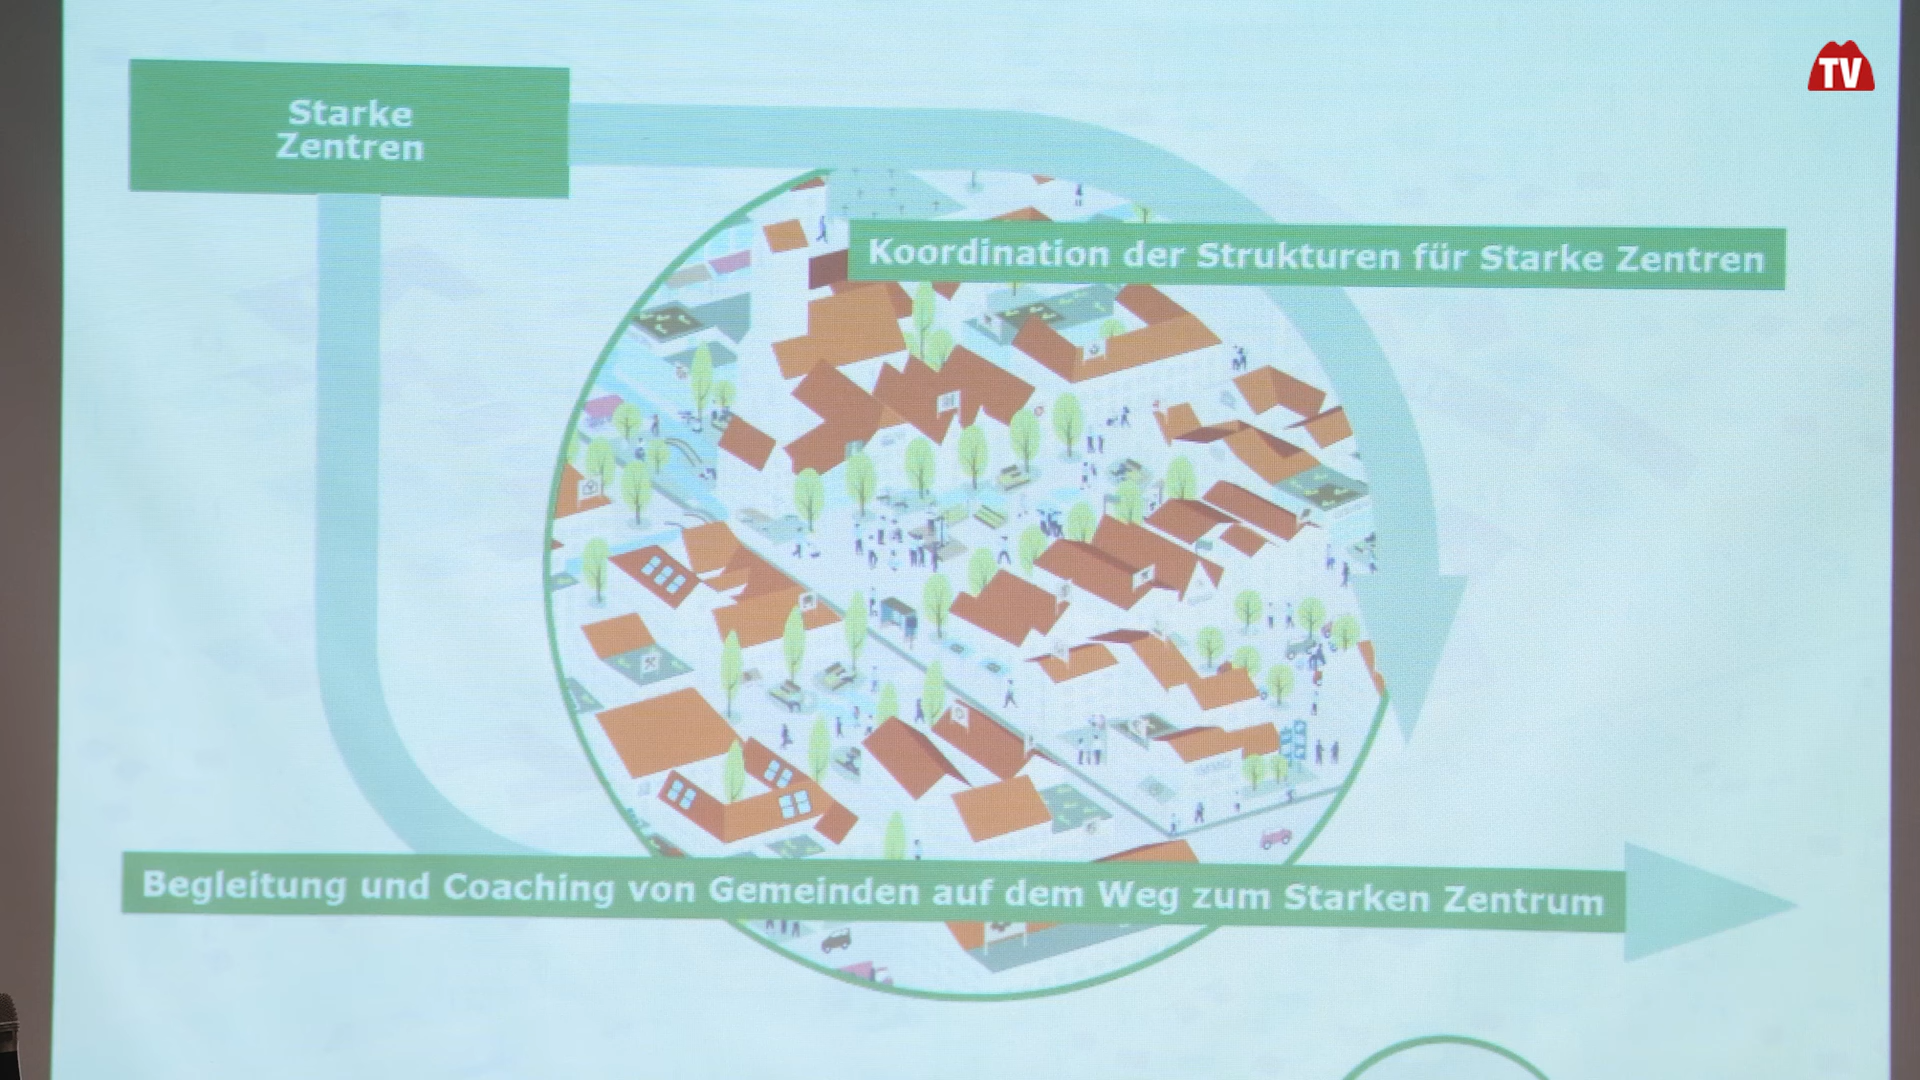 TV
Starke
Zentren
Koordination der Strukturen für Starke Zentren
Begleitung und Coaching von Gemeinden auf dem Weg zum Starken Zentrum